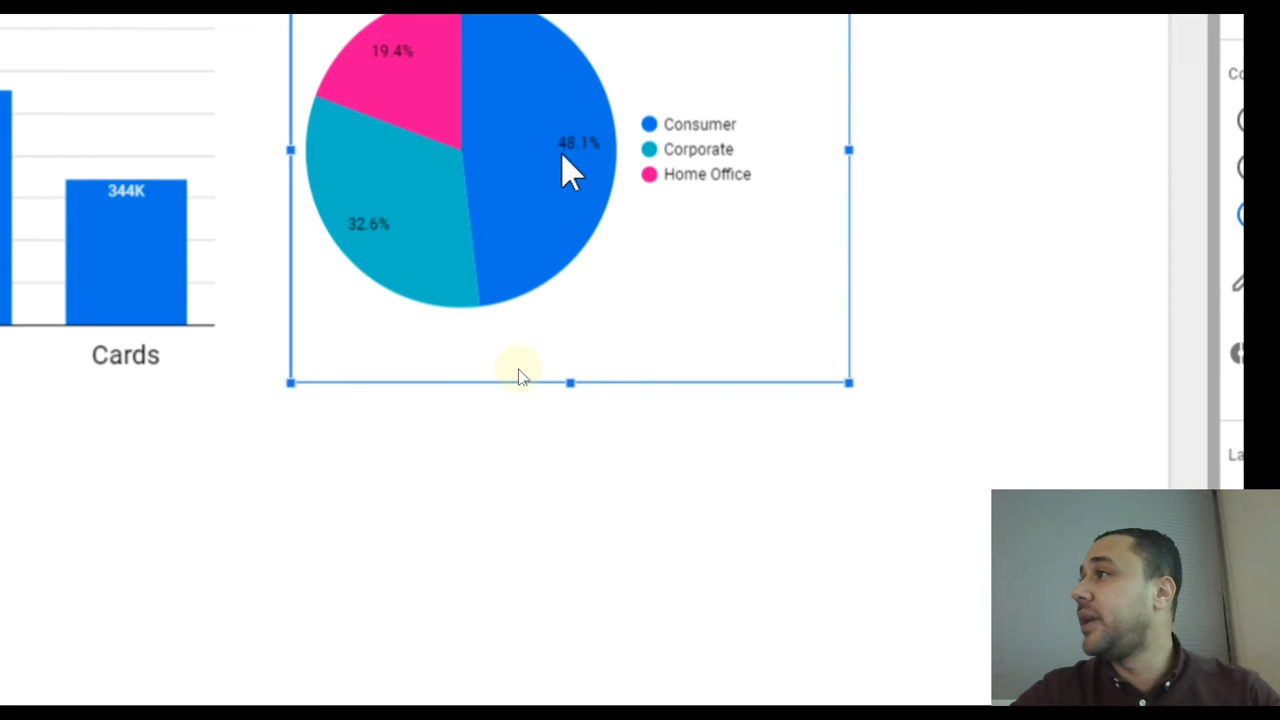 19.4%
48.1%
32.6%
Consumer
Corporate
Home Office
344K
Cards